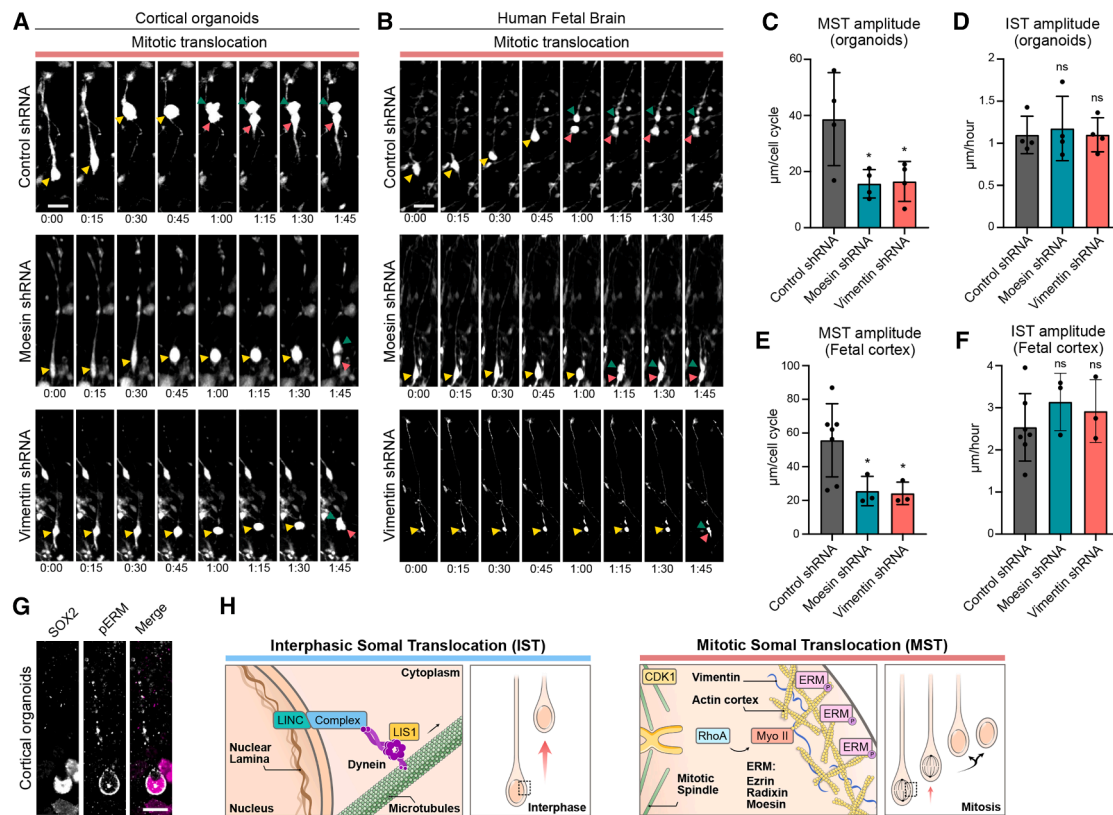 A
Cortical organoids
Mitotic translocation
Control shRNA
0:00 0:15 0:30 0:45 1:00 1:15 1:30 1:45
Moesin shRNA
0:00 0:15 0:30 0:45 1:00 1:15 1:30 1:45
Vimentin shRNA
0:00 0:15 0:30 0:45 1:00 1:15 1:30 1:45
B
Human Fetal Brain
Mitotic translocation
Control shRNA
0:00 0:15 0:30 0:45 1:00 1:15 1:30 1:45
Moesin shRNA
0:00 0:15 0:30 0:45 1:00 1:15 1:30 1:45
Vimentin shRNA
0:00 0:15 0:30 0:45 1:00 1:15 1:30 1:45
C
MST amplitude
(organoids)
µm/cell cycle
60
40
20
0
*
*
Control shRNA
Moesin shRNA
Vimentin shRNA
D
IST amplitude
(organoids)
µm/hour
2
1.5
1
0.5
0
ns
ns
Control shRNA
Moesin shRNA
Vimentin shRNA
E
MST amplitude
(Fetal cortex)
µm/cell cycle
100
80
60
40
20
0
*
*
Control shRNA
Moesin shRNA
Vimentin shRNA
F
IST amplitude
(Fetal cortex)
µm/hour
5
4
3
2
1
0
ns
ns
Control shRNA
Moesin shRNA
Vimentin shRNA
G
SOX2
pERM
Merge
Cortical organoids
H
Interphasic Somal Translocation (IST)
Cytoplasm
LINC
Complex
LIS1
Nuclear
Lamina
Dynein
Nucleus
Microtubules
Interphase
Mitotic Somal Translocation (MST)
CDK1
Vimentin
Actin cortex
ERM
P
ERM
P
ERM
P
RhoA
Myo II
ERM:
Ezrin
Radixin
Moesin
Mitotic
Spindle
Mitosis